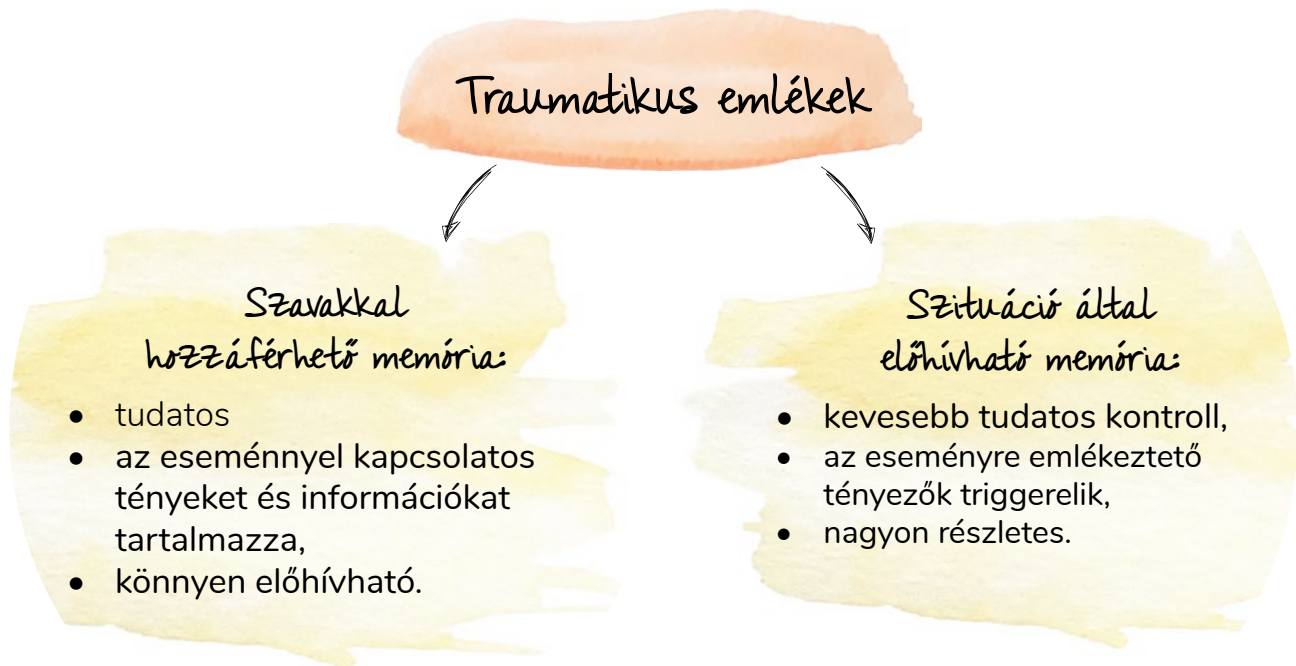 Traumatikus emlékek
Szavakkal
hozzáférhető memória:
• tudatos
• az eseménnyel kapcsolatos
tényeket és információkat
tartalmazza,
• könnyen előhívható.
Szituáció által
előhívható memória:
• kevesebb tudatos kontroll,
• az eseményre emlékeztető
tényezők triggerelik,
• nagyon részletes.